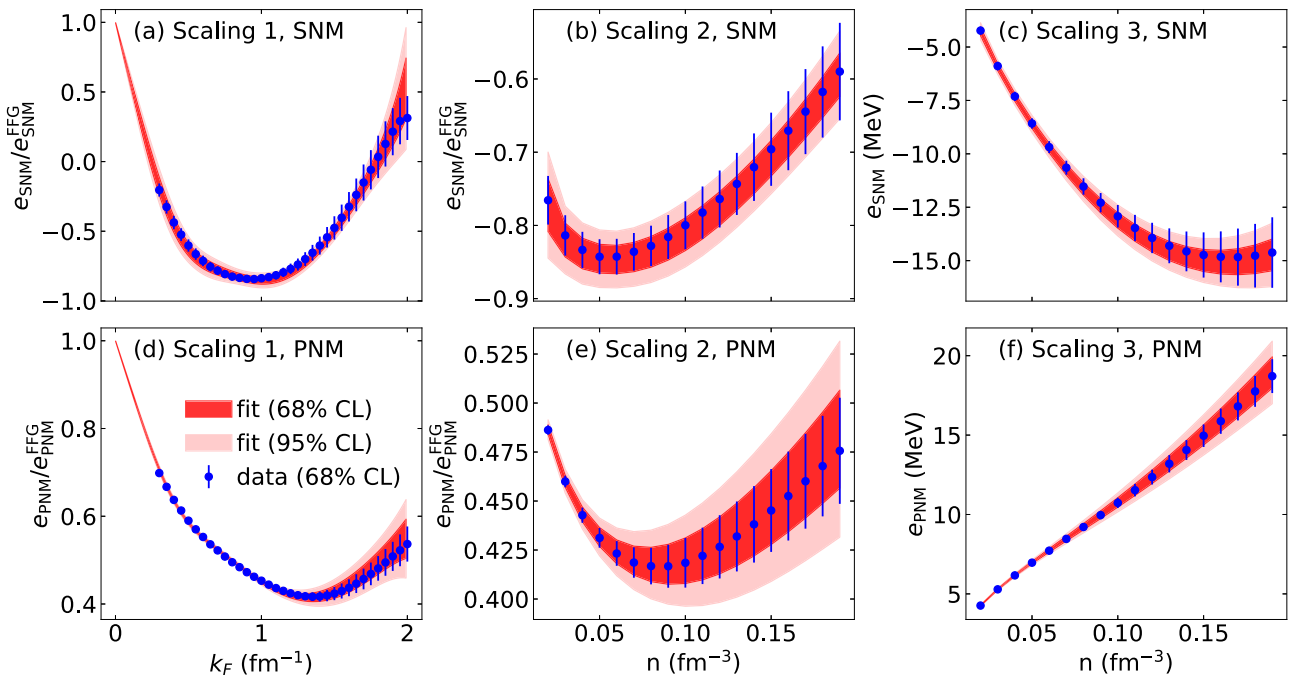 (a) Scaling 1, SNM
1.0
0.5
0.0
−0.5
−1.0
e_SNM/e_SNM^FFG
(b) Scaling 2, SNM
−0.6
−0.7
−0.8
−0.9
e_SNM/e_SNM^FFG
(c) Scaling 3, SNM
−5.0
−7.5
−10.0
−12.5
−15.0
e_SNM (MeV)
(d) Scaling 1, PNM
1.0
0.8
0.6
0.4
e_PNM/e_PNM^FFG
fit (68% CL)
fit (95% CL)
data (68% CL)
0 1 2
k_F (fm⁻¹)
(e) Scaling 2, PNM
0.525
0.500
0.475
0.450
0.425
0.400
e_PNM/e_PNM^FFG
0.05 0.10 0.15
n (fm⁻³)
(f) Scaling 3, PNM
20
15
10
5
e_PNM (MeV)
0.05 0.10 0.15
n (fm⁻³)